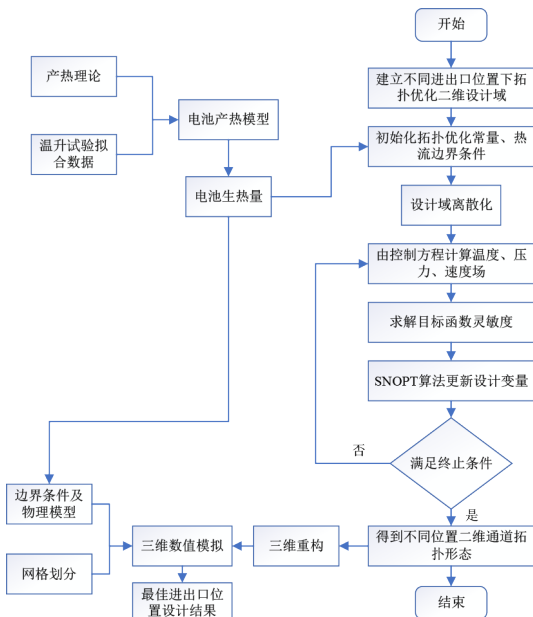 开始
产热理论
建立不同进出口位置下拓
扑优化二维设计域
电池产热模型
温升试验拟
合数据
初始化拓扑优化常量、热
流边界条件
电池生热量
设计域离散化
由控制方程计算温度、压
力、速度场
求解目标函数灵敏度
SNOPT算法更新设计变量
否
满足终止条件
是
边界条件及
物理模型
三维数值模拟
三维重构
得到不同位置二维通道拓
扑形态
网格划分
最佳进出口位
置设计结果
结束